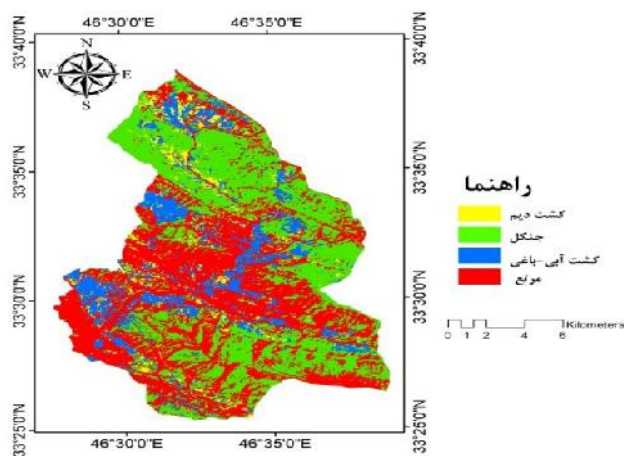 46°30'0"E 46°35'0"E
33°40'0"N 33°40'0"N
N
W E
S
33°35'0"N 33°35'0"N
راهنما
کشت دیم
جنگل
کشت آبی-باغی
مرتع
33°30'0"N 33°30'0"N
Kilometers
0 1 2 4 6
33°25'0"N 33°25'0"N
46°30'0"E 46°35'0"E